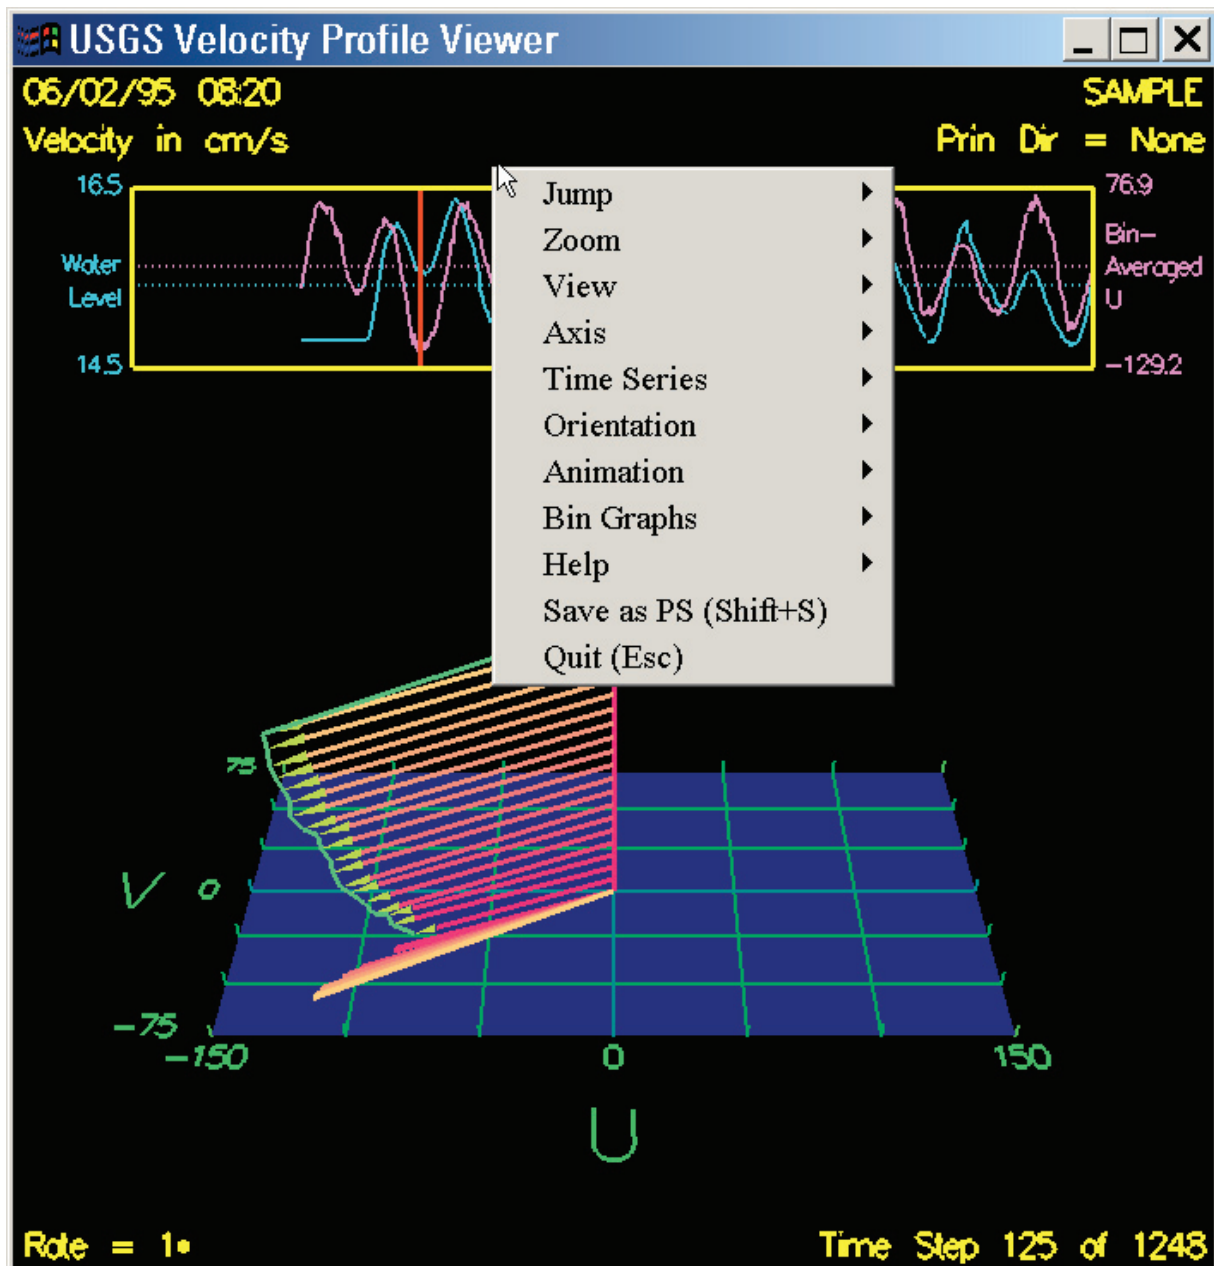 USGS Velocity Profile Viewer
06/02/95 08:20
SAMPLE
Velocity in cm/s
Prin Dir = None
16.5
Water
Level
14.5
76.9
Bin-
Averaged
U
-129.2
Jump
Zoom
View
Axis
Time Series
Orientation
Animation
Bin Graphs
Help
Save as PS (Shift+S)
Quit (Esc)
75
V 0
-75
-150 0 150
U
Rate = 1
Time Step 125 of 1248